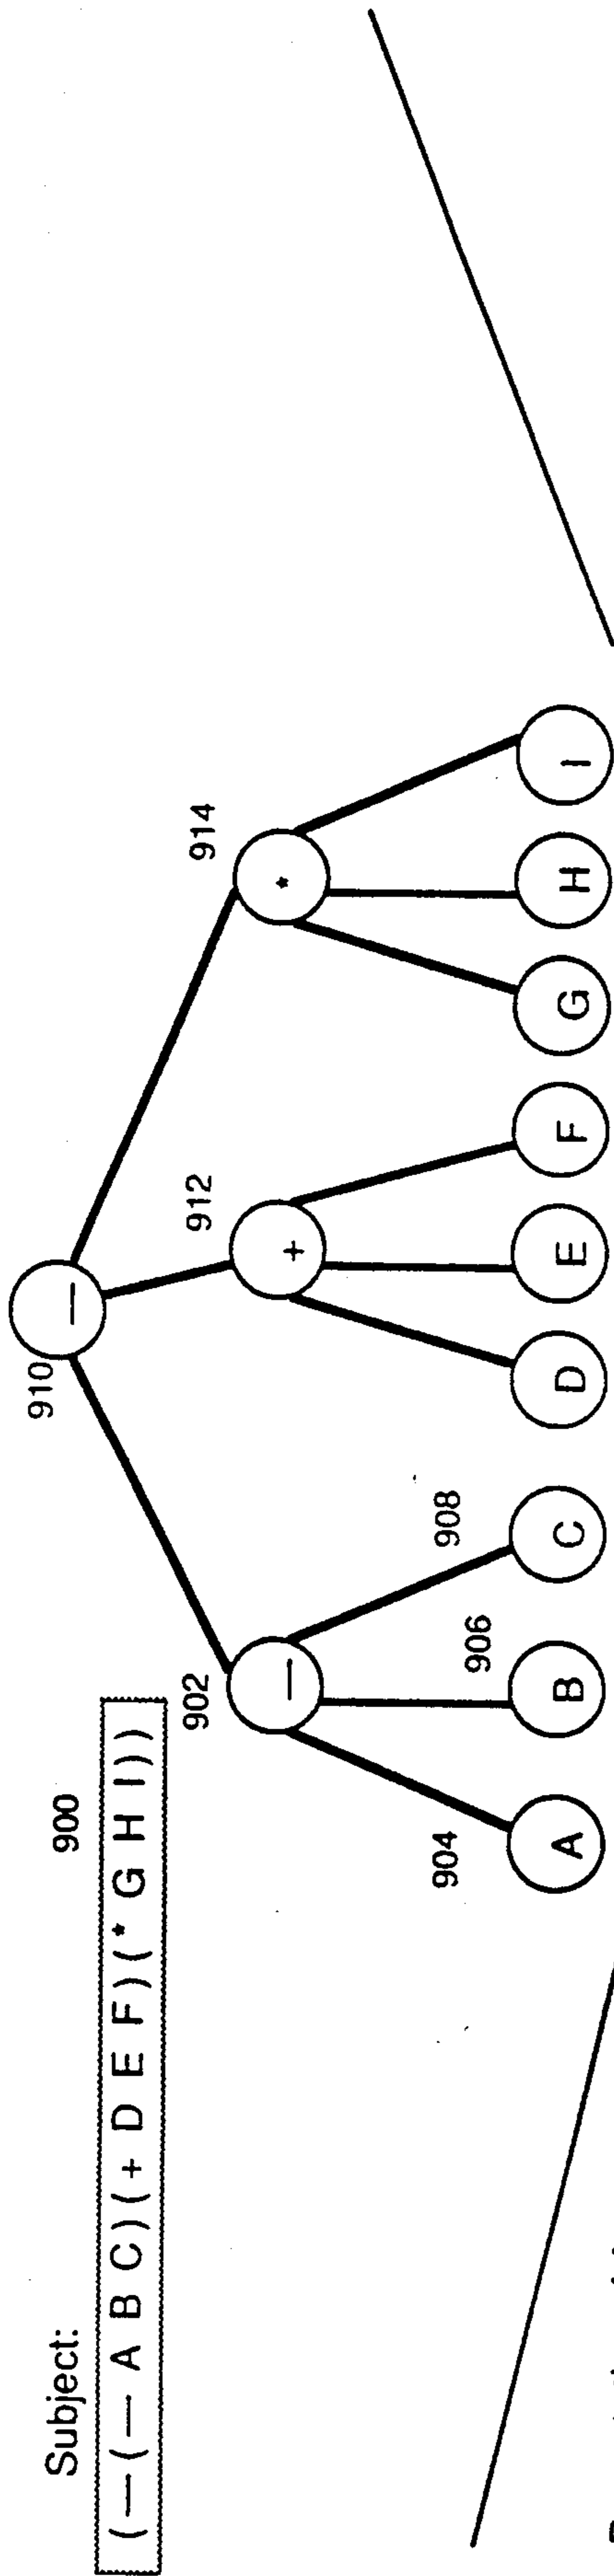 Subject:
900
(—(— A B C)(+ D E F)(* G H I))
910
—
902
912
914
—
+
*
904
906
908
A
B
C
D
E
F
G
H
I